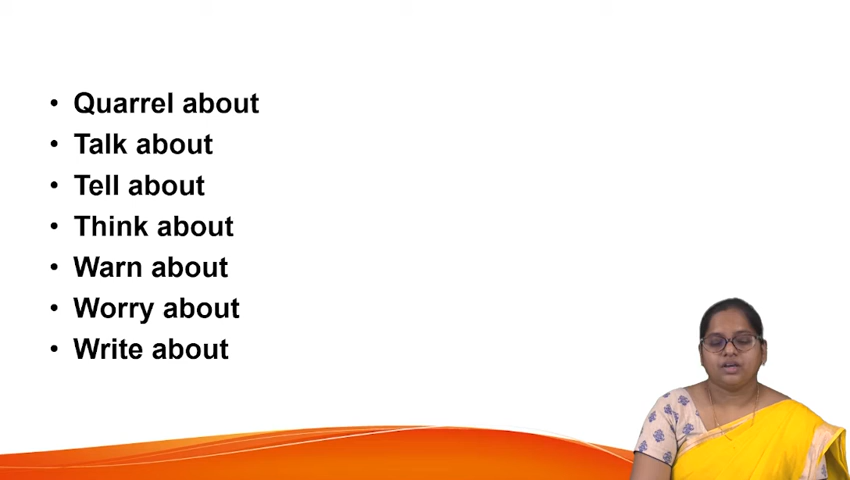 • Quarrel about
• Talk about
• Tell about
• Think about
• Warn about
• Worry about
• Write about